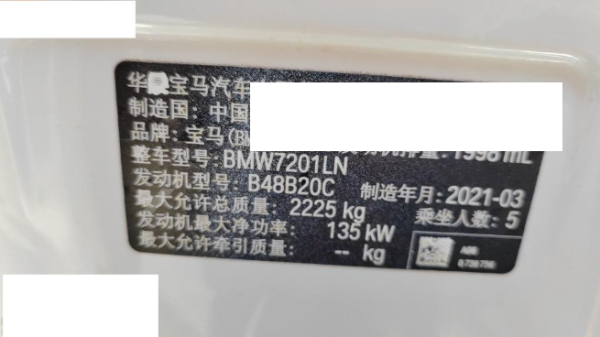 宝马汽车
制造国: 中国
品牌: 宝马(BM
1998 mL
整车型号: BMW7201LN
发动机型号: B48B20C 制造年月: 2021-03
最大允许总质量: 2225 kg 乘坐人数: 5
发动机最大净功率: 135 kW
最大允许牵引质量: -- kg